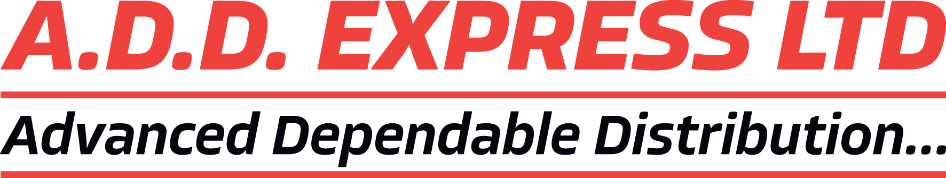 A.D.D. EXPRESS LTD
Advanced Dependable Distribution...